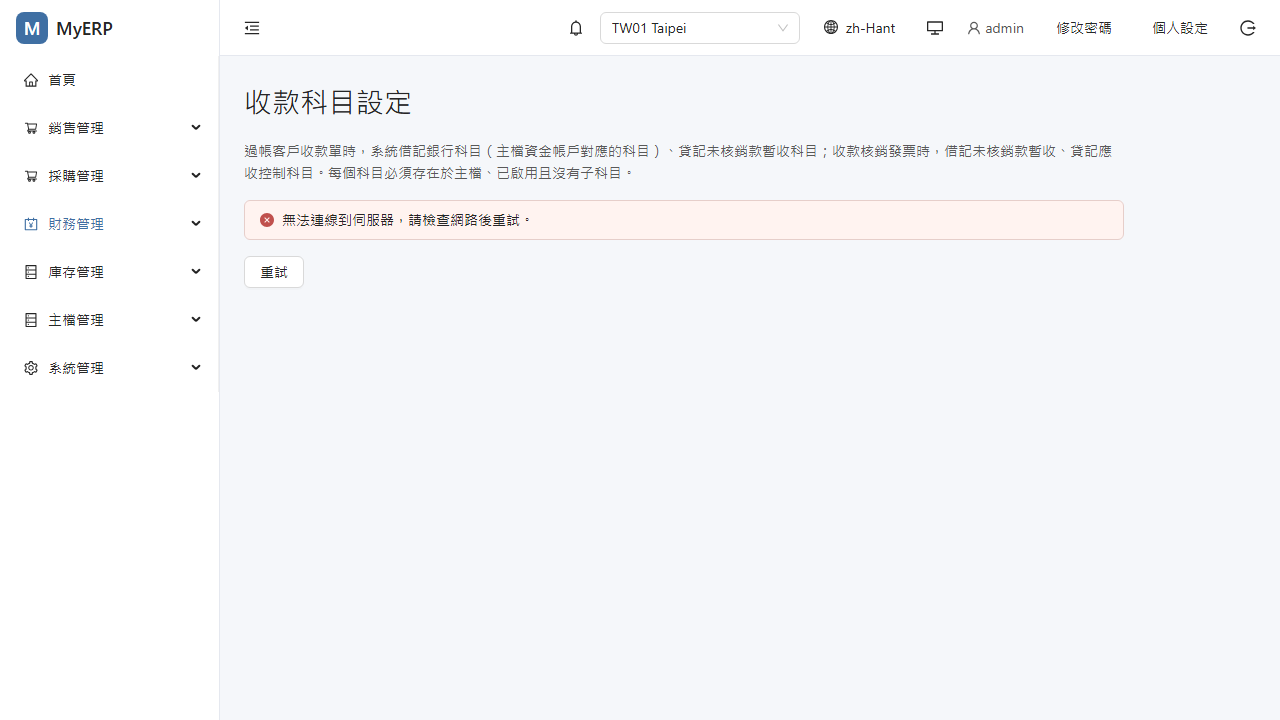 M MyERP
TW01 Taipei
zh-Hant
admin
修改密碼
個人設定
首頁
銷售管理
採購管理
財務管理
庫存管理
主檔管理
系統管理
收款科目設定
過帳客戶收款單時，系統借記銀行科目（主檔資金帳戶對應的科目）、貸記未核銷款暫收科目；收款核銷發票時，借記未核銷款暫收、貸記應
收控制科目。每個科目必須存在於主檔、已啟用且沒有子科目。
無法連線到伺服器，請檢查網路後重試。
重試